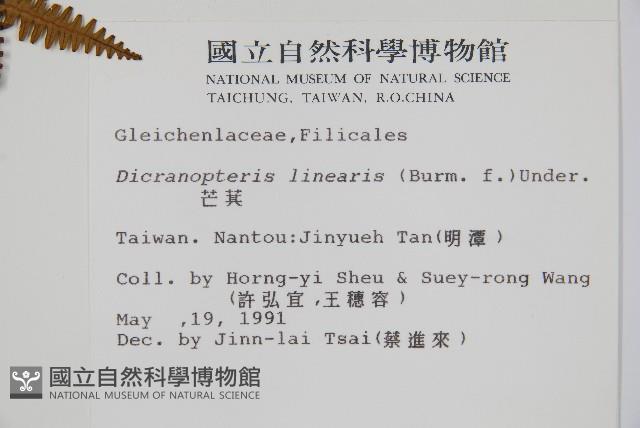 國立自然科學博物館
NATIONAL MUSEUM OF NATURAL SCIENCE
TAICHUNG, TAIWAN, R.O.CHINA
Gleichenlaceae,Filicales
Dicranopteris linearis (Burm. f.)Under.
芒萁
Taiwan. Nantou:Jinyueh Tan(明潭)
Coll. by Horng-yi Sheu & Suey-rong Wang
(許弘宜,王穗容)
May ,19, 1991
Dec. by Jinn-lai Tsai(蔡進來)
國立自然科學博物館
NATIONAL MUSEUM OF NATURAL SCIENCE